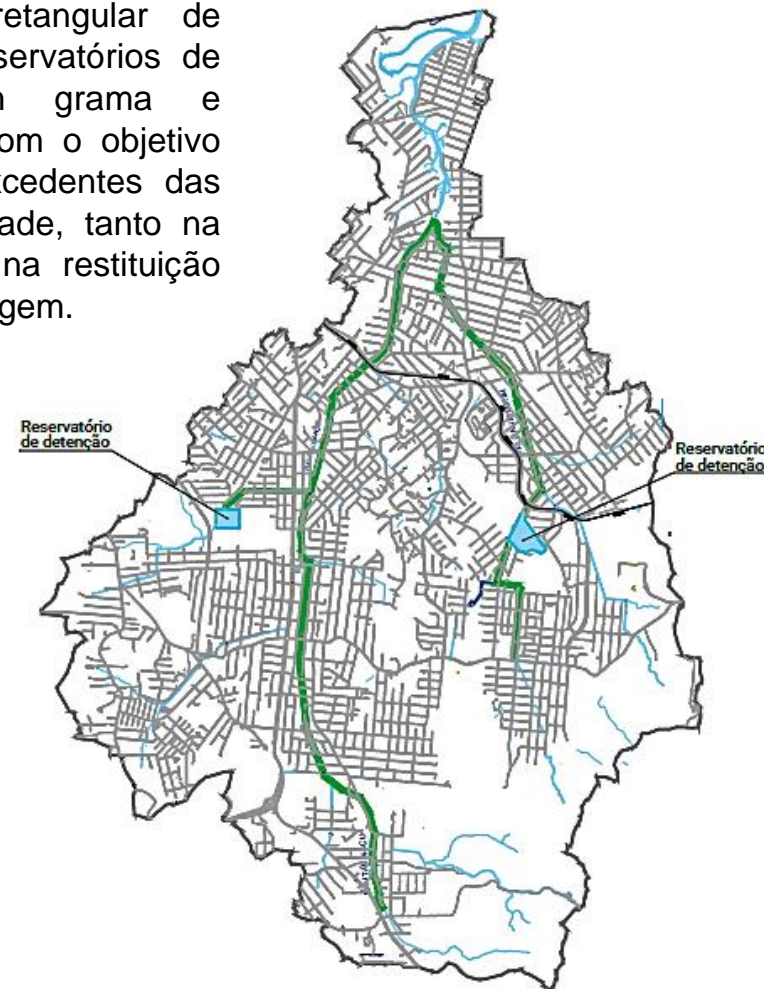 retangular de
servatórios de
grama e
om o objetivo
xcedentes das
ade, tanto na
na restituição
gem.
Reservatório
de detenção
Reservatório
de detenção